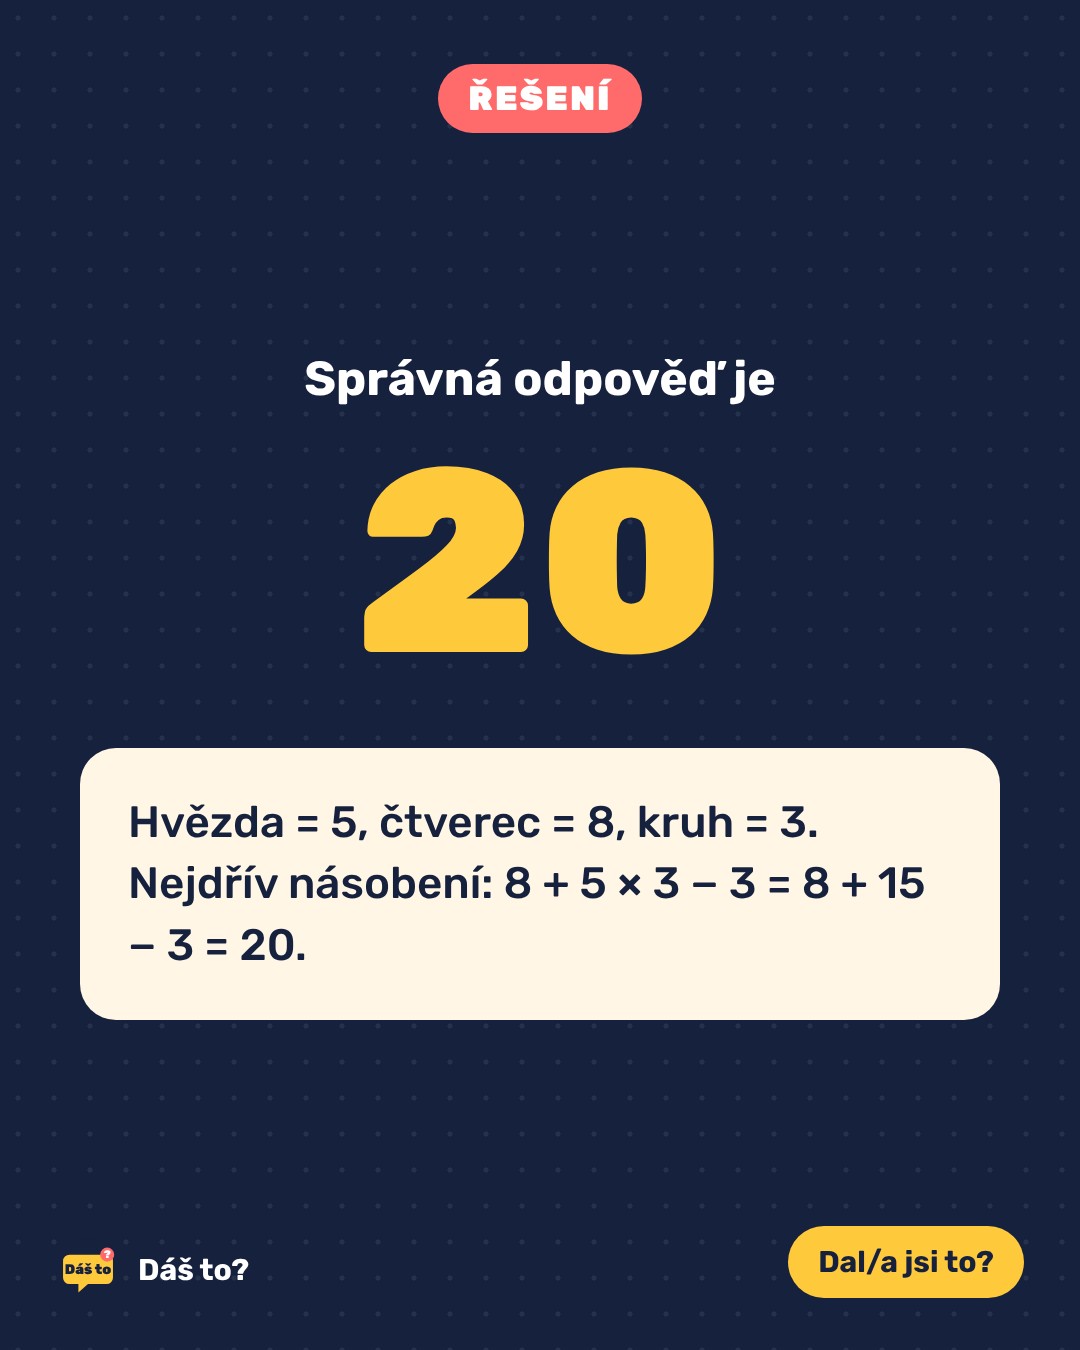 ŘEŠENÍ
Správná odpověď je
20
Hvězda = 5, čtverec = 8, kruh = 3.
Nejdřív násobení: 8 + 5 × 3 − 3 = 8 + 15
− 3 = 20.
?
Dáš to
Dáš to?
Dal/a jsi to?